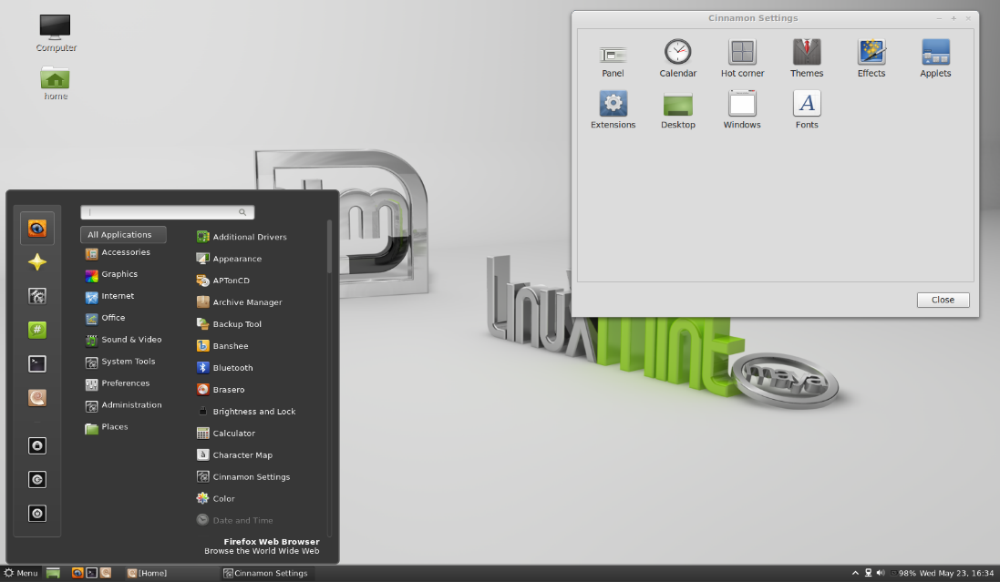 Computer
home
Cinnamon Settings
Panel
Calendar
Hot corner
Themes
Effects
Applets
Extensions
Desktop
Windows
Fonts
Close
All Applications
Accessories
Graphics
Internet
Office
Sound & Video
System Tools
Preferences
Administration
Places
Additional Drivers
Appearance
APTonCD
Archive Manager
Backup Tool
Banshee
Bluetooth
Brasero
Brightness and Lock
Calculator
Character Map
Cinnamon Settings
Color
Date and Time
Firefox Web Browser
Browse the World Wide Web
Linux mint
maya
Menu
[Home]
Cinnamon Settings
98% Wed May 23, 16:34